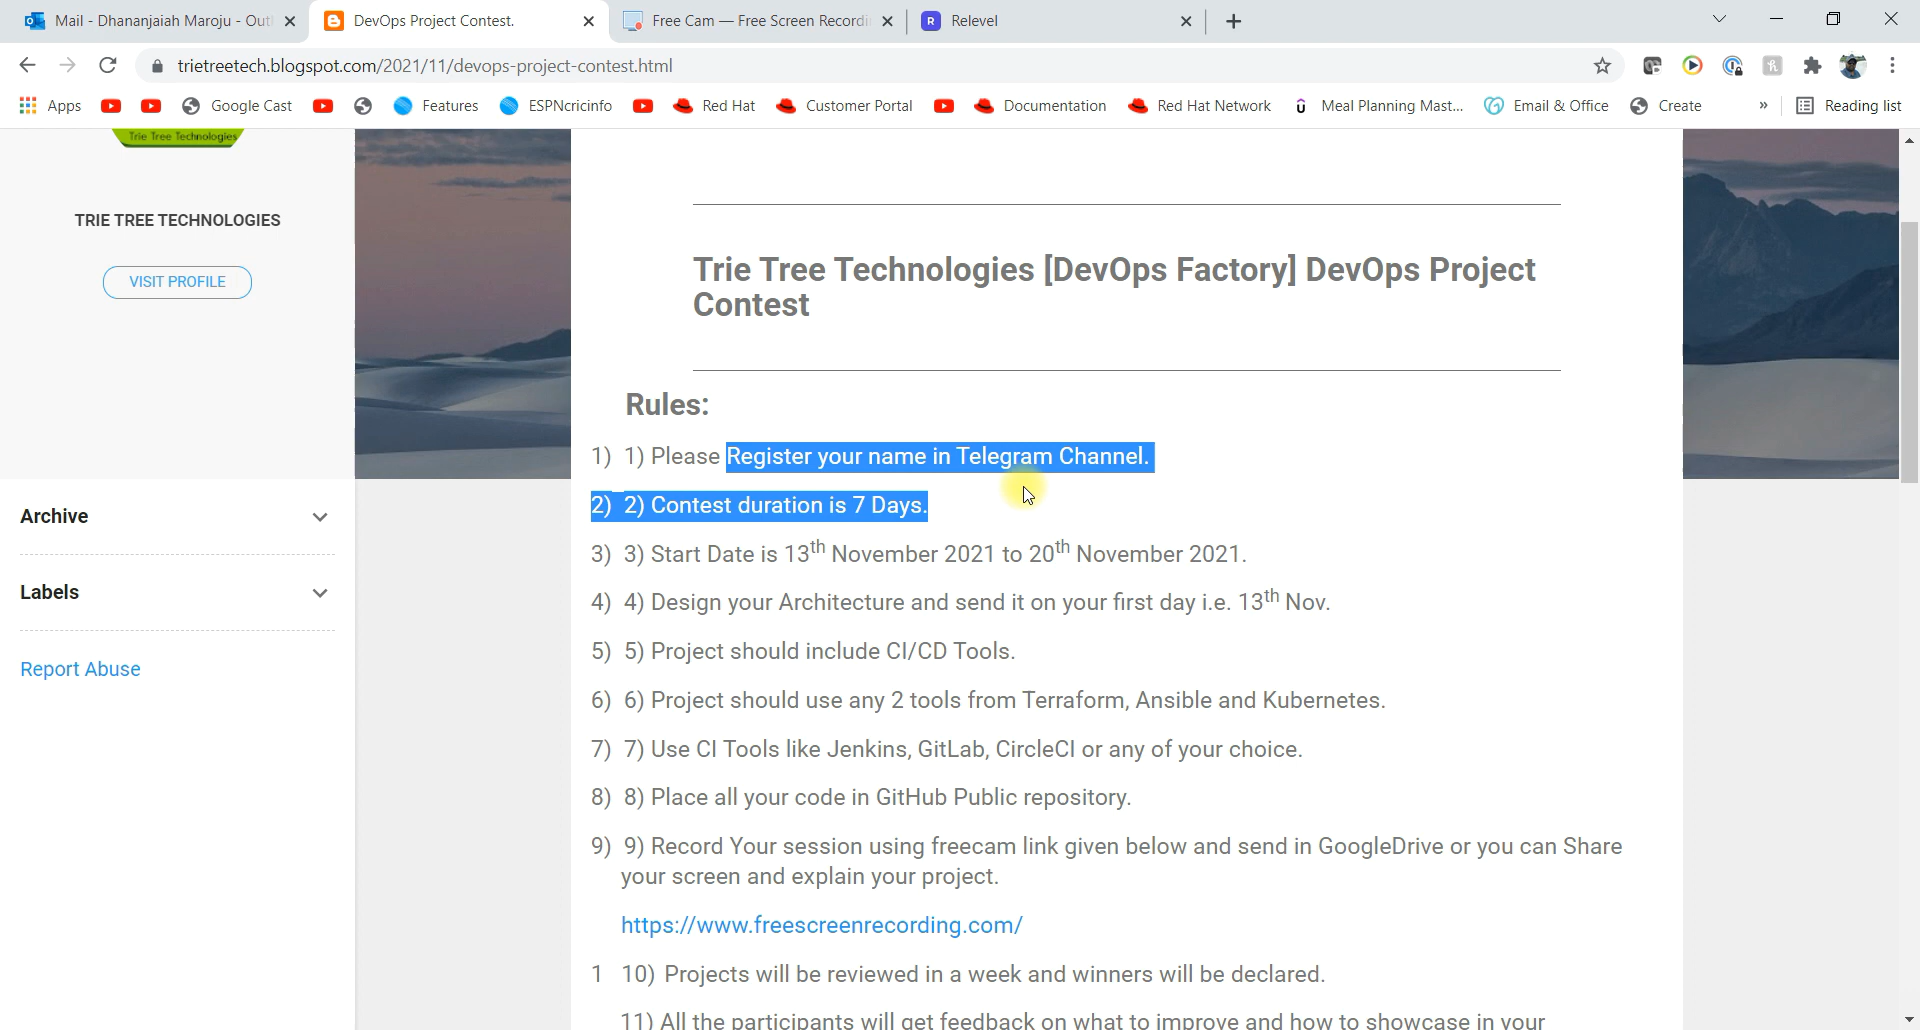 Mail - Dhananjaiah Maroju - Out
DevOps Project Contest.
Free Cam — Free Screen Recordi
R Relevel
trietreetech.blogspot.com/2021/11/devops-project-contest.html
Apps
Google Cast
Features
ESPNcricinfo
Red Hat
Customer Portal
Documentation
Red Hat Network
Meal Planning Mast...
Email & Office
Create
»
Reading list
Trie Tree Technologies
TRIE TREE TECHNOLOGIES
VISIT PROFILE
Archive
Labels
Report Abuse
Trie Tree Technologies [DevOps Factory] DevOps Project
Contest
Rules:
1) 1) Please Register your name in Telegram Channel.
2) 2) Contest duration is 7 Days.
3) 3) Start Date is 13th November 2021 to 20th November 2021.
4) 4) Design your Architecture and send it on your first day i.e. 13th Nov.
5) 5) Project should include CI/CD Tools.
6) 6) Project should use any 2 tools from Terraform, Ansible and Kubernetes.
7) 7) Use CI Tools like Jenkins, GitLab, CircleCI or any of your choice.
8) 8) Place all your code in GitHub Public repository.
9) 9) Record Your session using freecam link given below and send in GoogleDrive or you can Share
your screen and explain your project.
https://www.freescreenrecording.com/
1 10) Projects will be reviewed in a week and winners will be declared.
11) All the participants will get feedback on what to improve and how to showcase in your